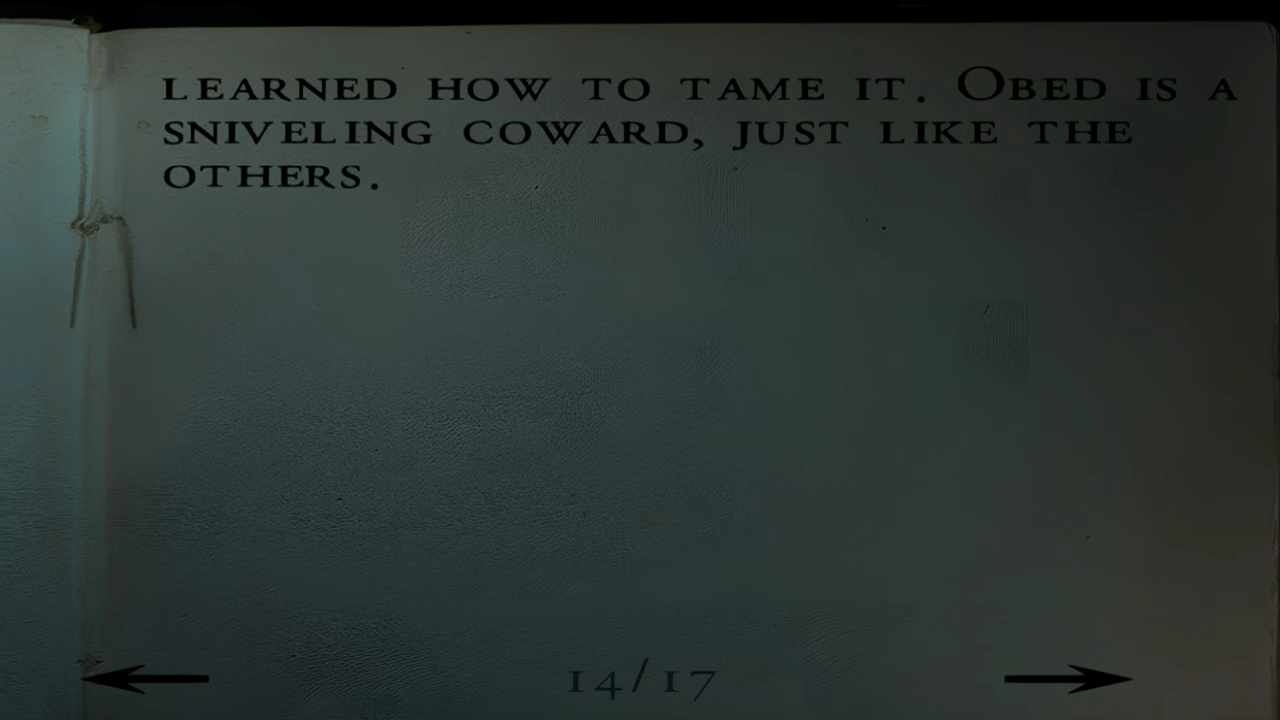 LEARNED HOW TO TAME IT. OBED IS A
SNIVELING COWARD, JUST LIKE THE
OTHERS.
14/17